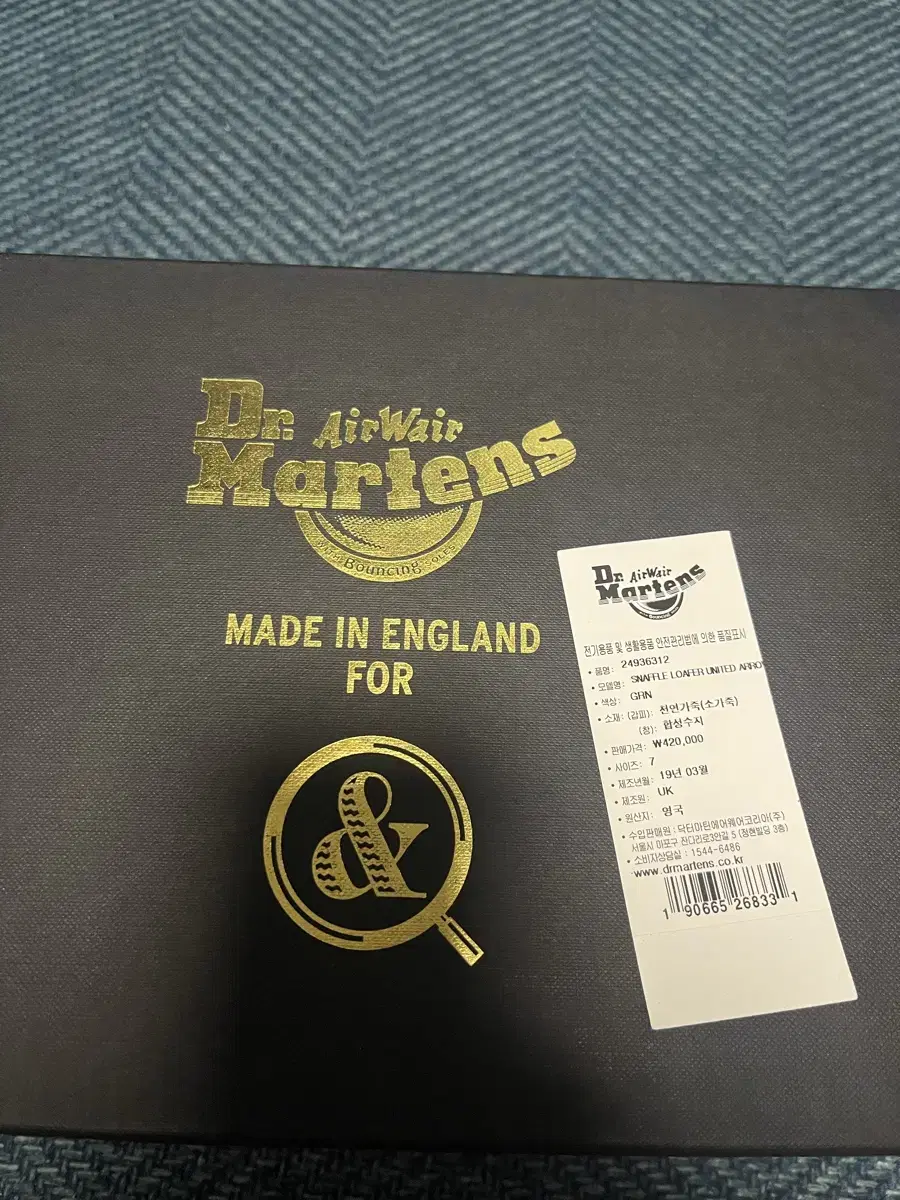 Dr. AirWair
Martens
WITH Bouncing SOLES
MADE IN ENGLAND
FOR
&
Dr. AirWair
Martens
전기용품 및 생활용품 안전관리법에 의한 품질표시
• 품명: 24936312
• 모델명: SNAFFLE LOAFER UNITED ARRO
• 색상: GRN
• 소재: (갑피): 천연가죽(소가죽)
(창): 합성수지
• 판매가격: ₩420,000
• 사이즈: 7
• 제조년월: 19년 03월
• 제조원: UK
• 원산지: 영국
• 수입판매원 : 닥터마틴에어웨어코리아(주)
서울시 마포구 잔다리로3안길 5 (정현빌딩 3층)
• 소비자상담실 : 1544-6486
www.drmartens.co.kr
1 90665 26833 1